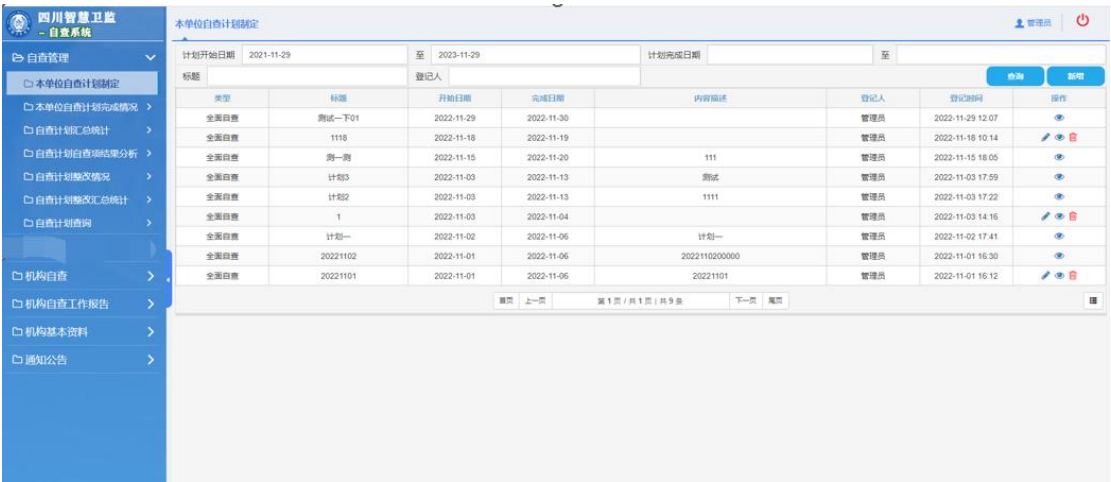 四川智慧卫监
- 自查系统
本单位自查计划制定
管理员
自查管理
本单位自查计划制定
本单位自查计划完成情况
自查计划汇总统计
自查计划自查项结果分析
自查计划整改情况
自查计划整改汇总统计
自查计划查询
机构自查
机构自查工作报告
机构基本资料
通知公告
计划开始日期 2021-11-29 至 2023-11-29 计划完成日期 至
标题 登记人 查询 新增
类型 标题 开始日期 完成日期 内容描述 登记人 登记时间 操作
全面自查 测试一下01 2022-11-29 2022-11-30 管理员 2022-11-29 12:07
全面自查 1118 2022-11-18 2022-11-19 管理员 2022-11-18 10:14
全面自查 测一测 2022-11-15 2022-11-20 111 管理员 2022-11-15 18:05
全面自查 计划3 2022-11-03 2022-11-13 测试 管理员 2022-11-03 17:59
全面自查 计划2 2022-11-03 2022-11-13 1111 管理员 2022-11-03 17:22
全面自查 1 2022-11-03 2022-11-04 管理员 2022-11-03 14:16
全面自查 计划一 2022-11-02 2022-11-06 计划一 管理员 2022-11-02 17:41
全面自查 20221102 2022-11-01 2022-11-06 2022110200000 管理员 2022-11-01 16:30
全面自查 20221101 2022-11-01 2022-11-06 20221101 管理员 2022-11-01 16:12
首页 上一页 第 1 页 / 共 1 页 | 共 9 条 下一页 尾页